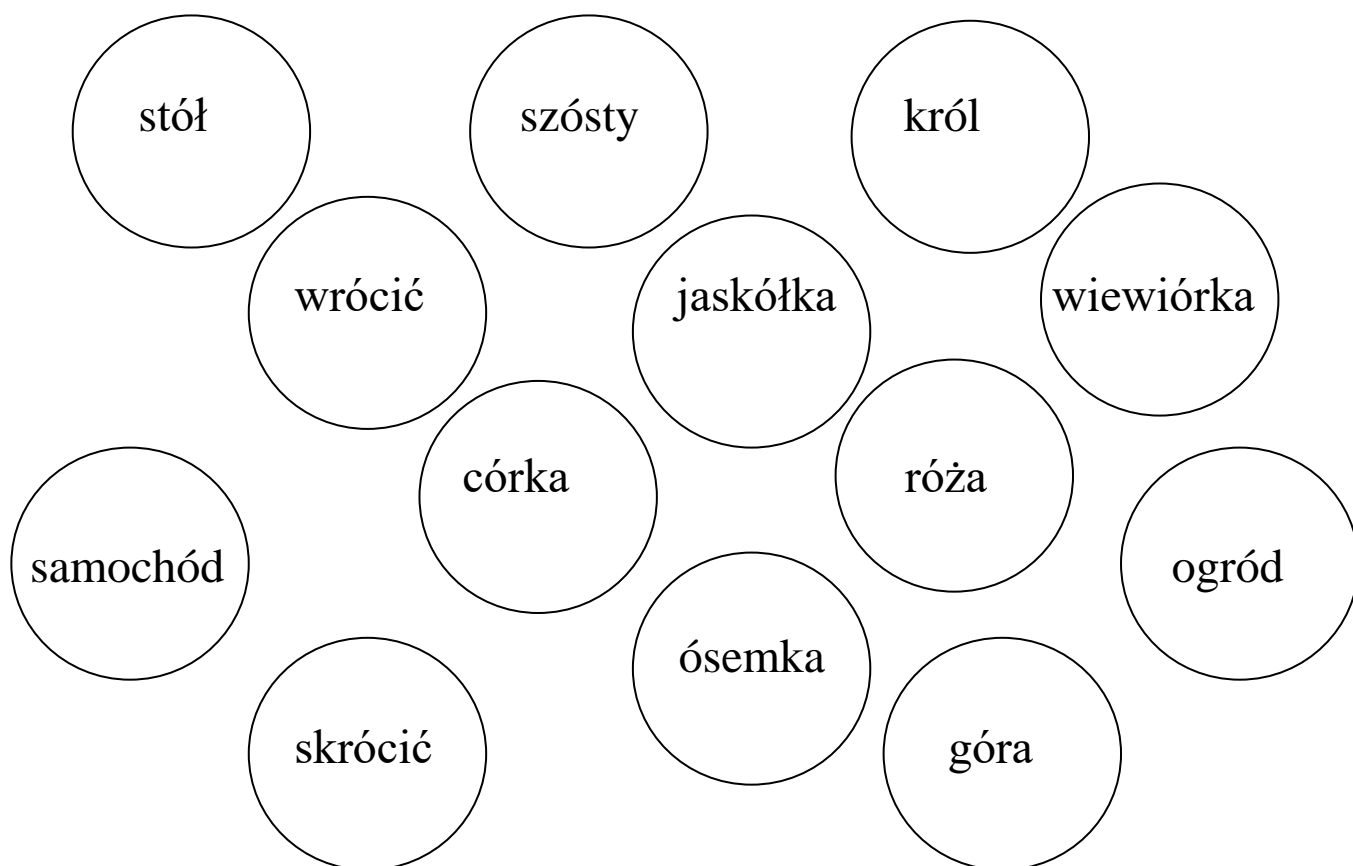 stół szósty król
wrócić jaskółka wiewiórka
córka róża
samochód ogród
ósemka
skrócić góra